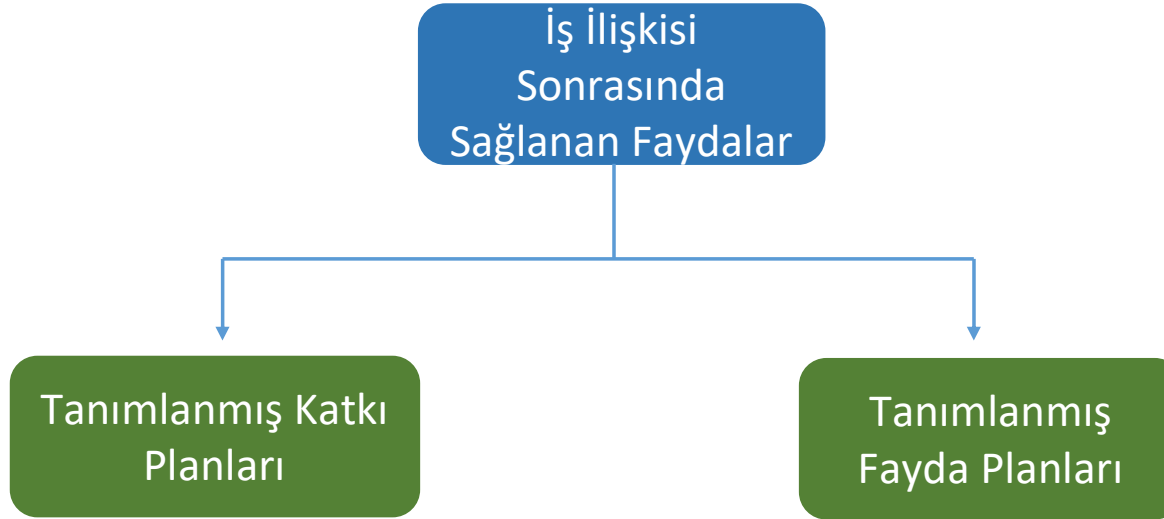 İş İlişkisi
Sonrasında
Sağlanan Faydalar
Tanımlanmış Katkı
Planları
Tanımlanmış
Fayda Planları